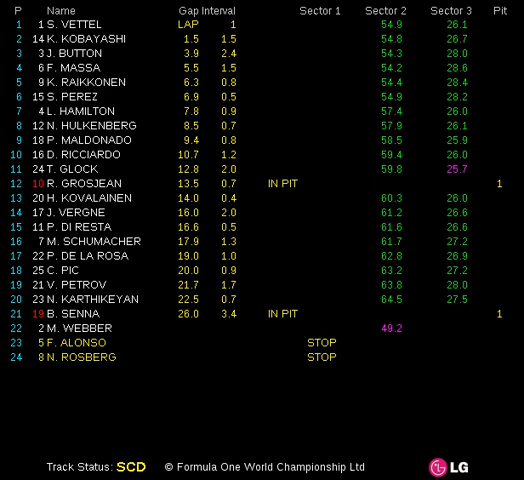 P Name Gap Interval Sector 1 Sector 2 Sector 3 Pit
1 1 S. VETTEL LAP 1 54.9 26.1
2 14 K. KOBAYASHI 1.5 1.5 54.8 26.7
3 3 J. BUTTON 3.9 2.4 54.3 28.0
4 6 F. MASSA 5.5 1.5 54.2 28.6
5 9 K. RAIKKONEN 6.3 0.8 54.4 28.4
6 15 S. PEREZ 6.9 0.5 54.9 28.2
7 4 L. HAMILTON 7.8 0.9 57.4 26.0
8 12 N. HULKENBERG 8.5 0.7 57.9 26.1
9 18 P. MALDONADO 9.4 0.8 58.5 25.9
10 16 D. RICCIARDO 10.7 1.2 59.4 26.0
11 24 T. GLOCK 12.8 2.0 59.8 25.7
12 10 R. GROSJEAN 13.5 0.7 IN PIT 1
13 20 H. KOVALAINEN 14.0 0.4 60.3 26.0
14 17 J. VERGNE 16.0 2.0 61.2 26.6
15 11 P. DI RESTA 16.6 0.5 61.6 26.6
16 7 M. SCHUMACHER 17.9 1.3 61.7 27.2
17 22 P. DE LA ROSA 19.0 1.0 62.8 26.9
18 25 C. PIC 20.0 0.9 63.2 27.2
19 21 V. PETROV 21.7 1.7 63.8 28.0
20 23 N. KARTHIKEYAN 22.5 0.7 64.5 27.5
21 19 B. SENNA 26.0 3.4 IN PIT 1
22 2 M. WEBBER 49.2
23 5 F. ALONSO STOP
24 8 N. ROSBERG STOP
Track Status: SCD © Formula One World Championship Ltd LG